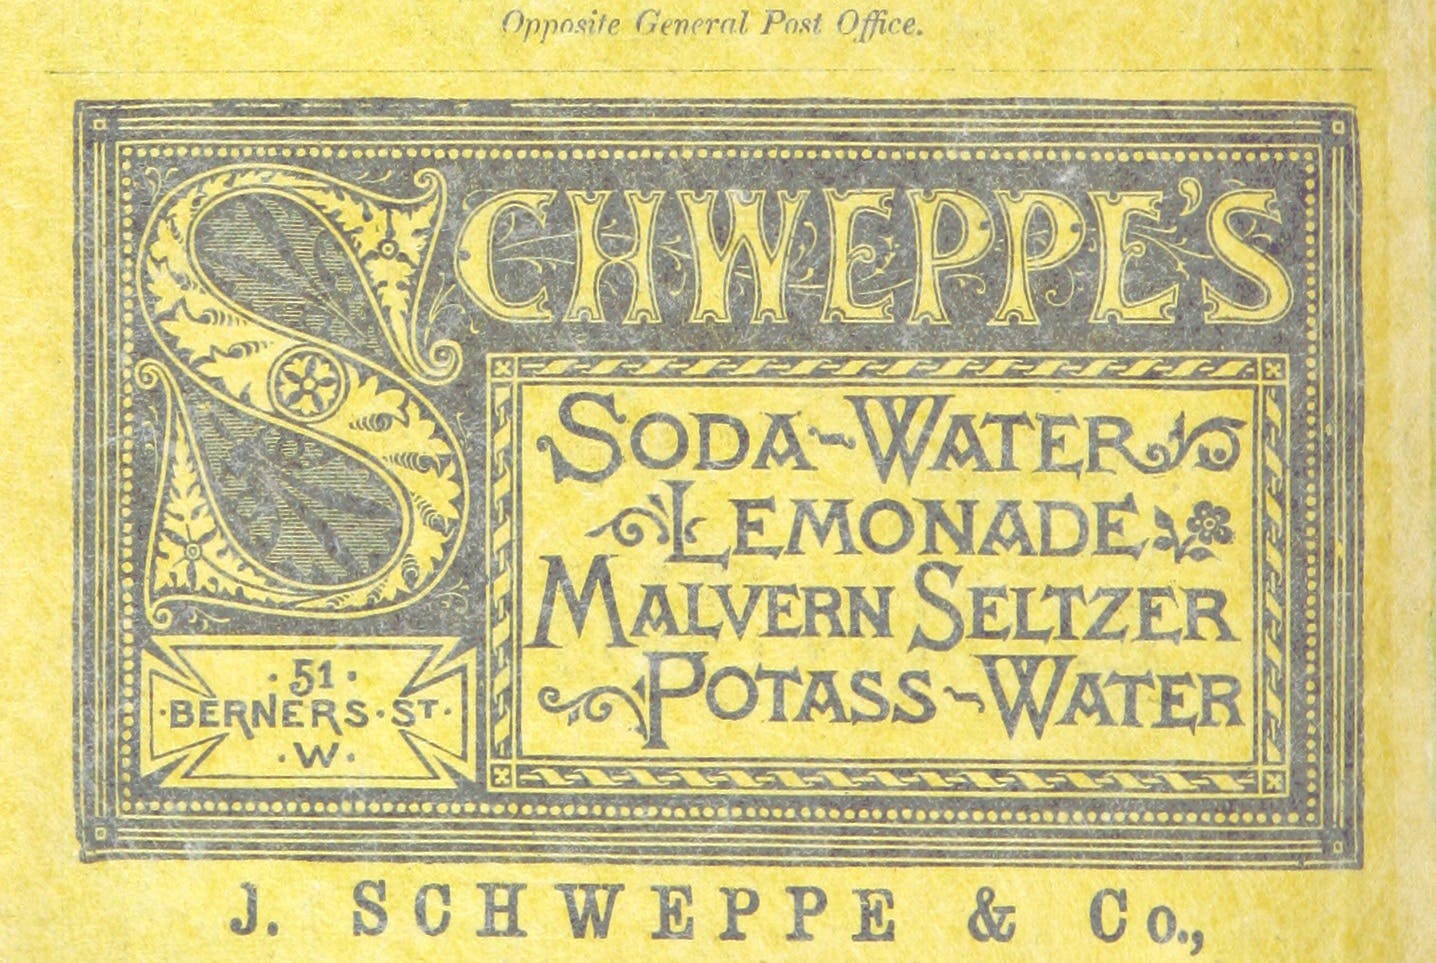 Opposite General Post Office.
SCHWEPPE'S
SODA-WATER
LEMONADE
MALVERN SELTZER
POTASS-WATER
·51·
·BERNERS·ST·
·W·
J. SCHWEPPE & Co.,